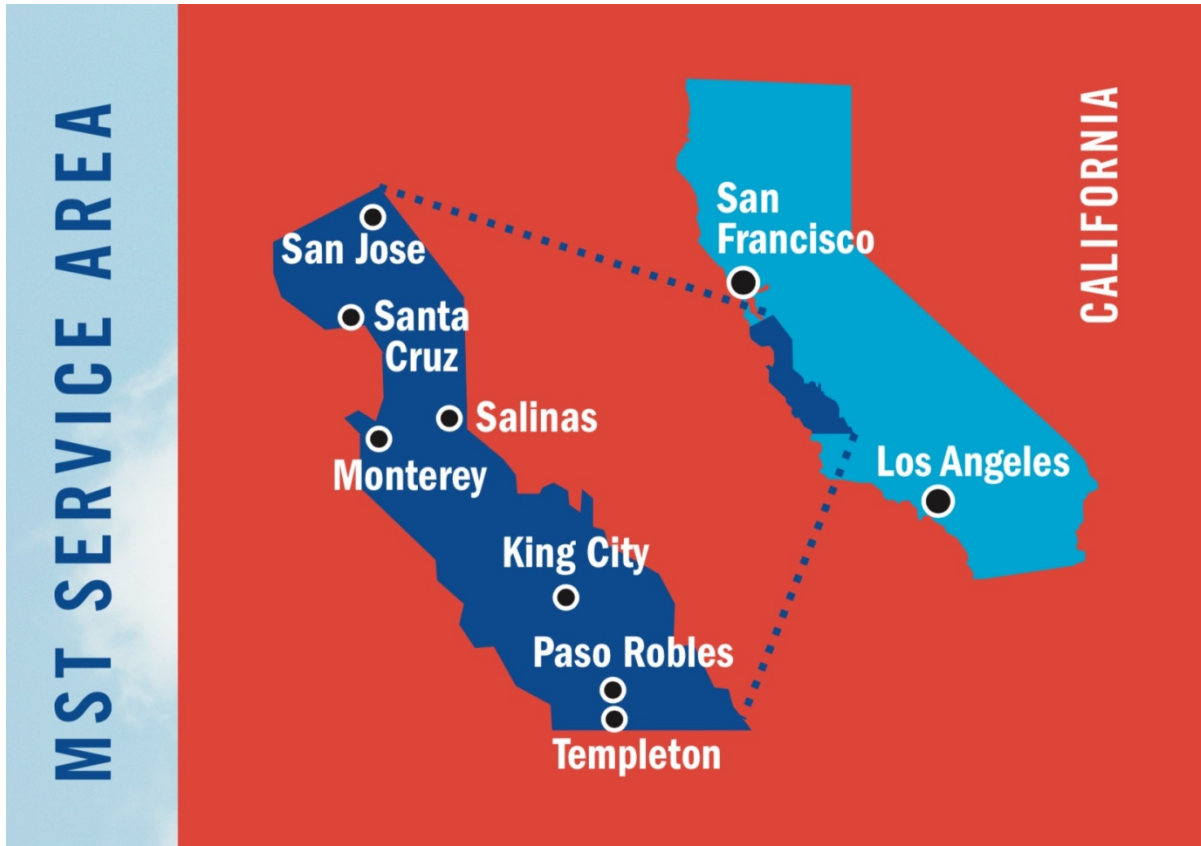 MST SERVICE AREA
CALIFORNIA
San
Francisco
Los Angeles
San Jose
Santa
Cruz
Salinas
Monterey
King City
Paso Robles
Templeton